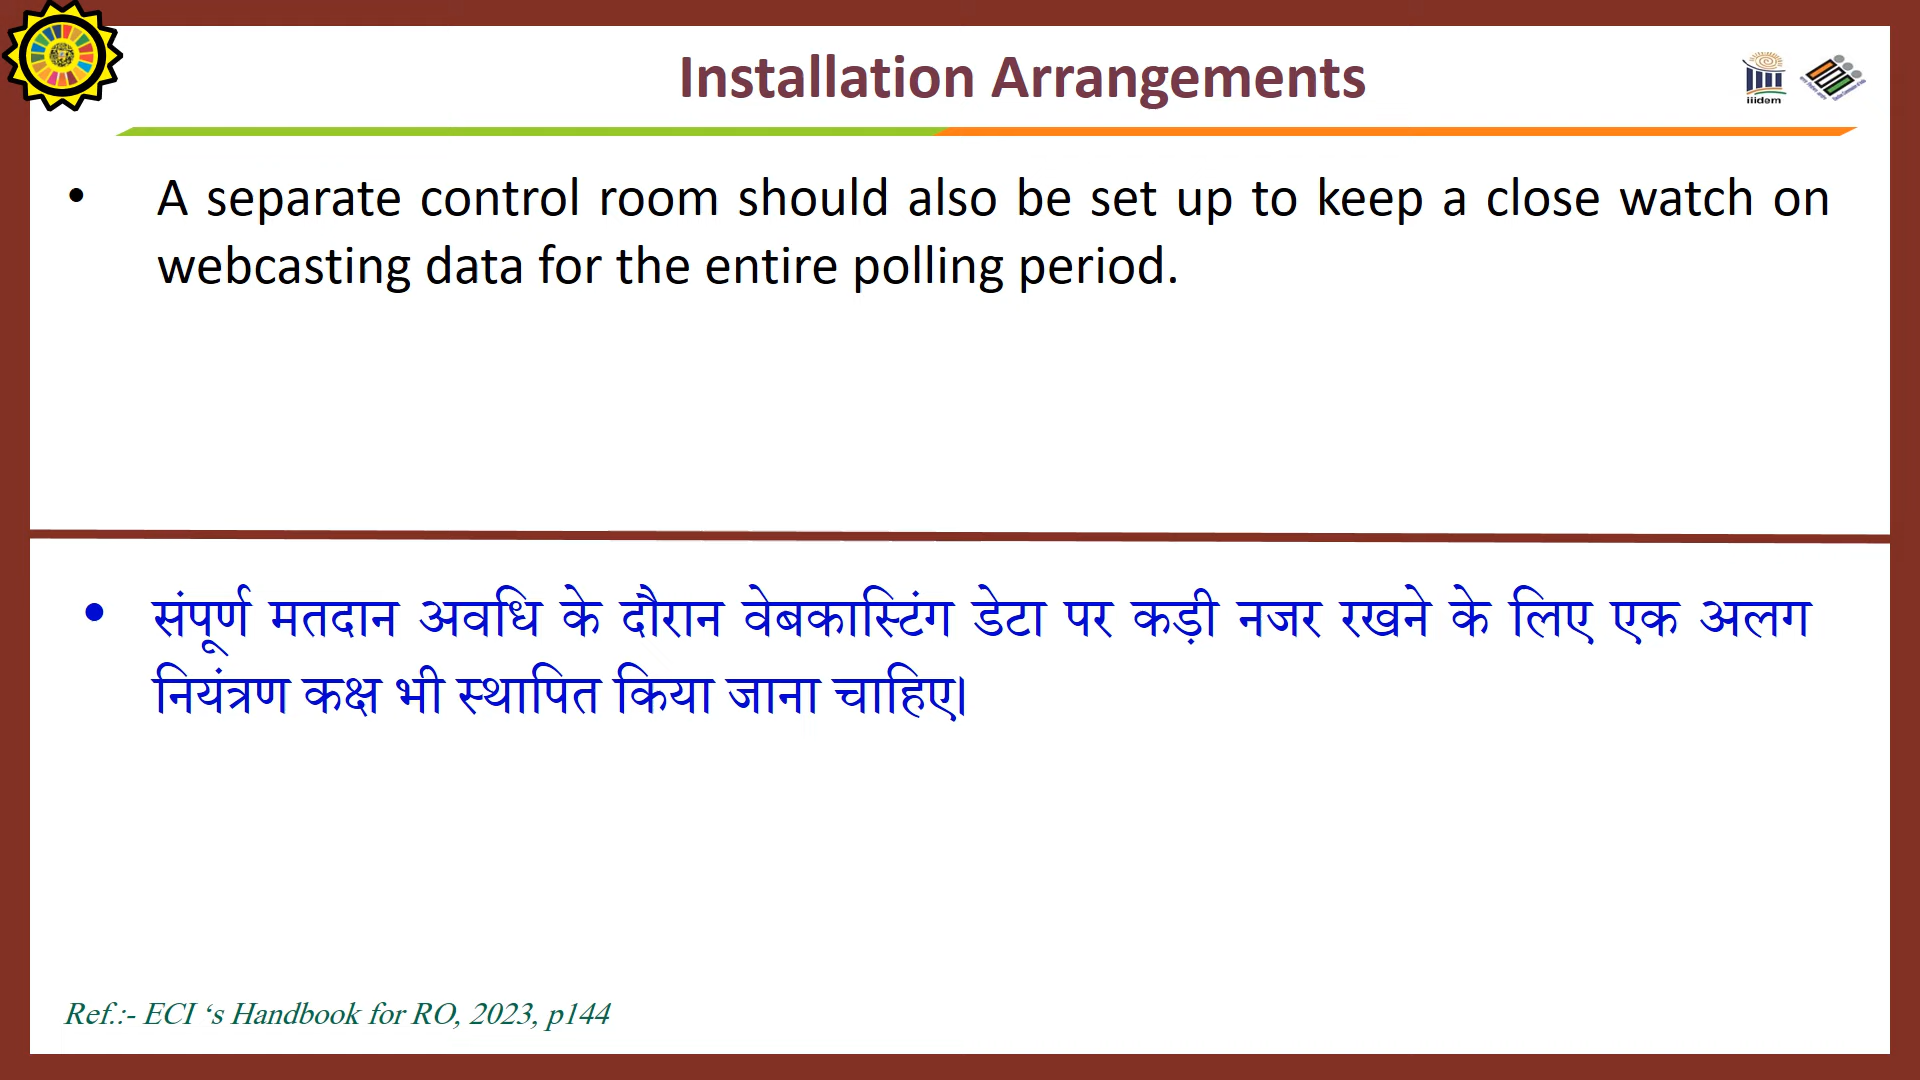 Installation Arrangements
iiidem
• A separate control room should also be set up to keep a close watch on
webcasting data for the entire polling period.
• संपूर्ण मतदान अवधि के दौरान वेबकास्टिंग डेटा पर कड़ी नजर रखने के लिए एक अलग
नियंत्रण कक्ष भी स्थापित किया जाना चाहिए।
Ref.:- ECI ‘s Handbook for RO, 2023, p144